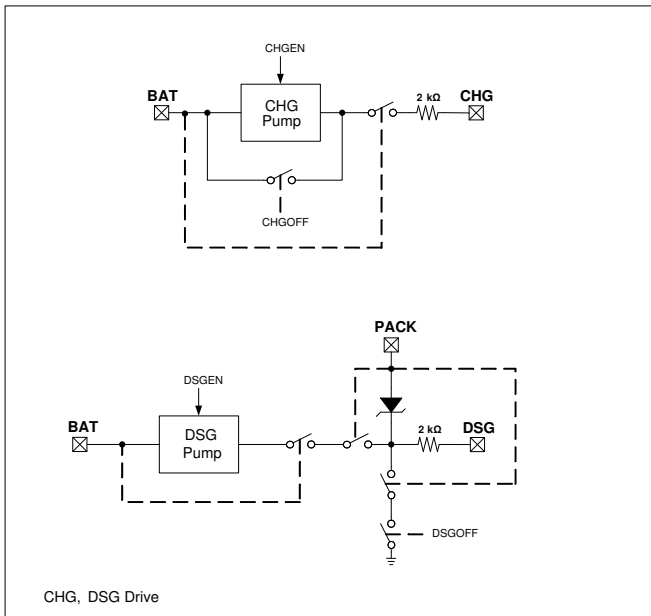 CHGEN
BAT
CHG
Pump
2 kΩ
CHG
CHGOFF
PACK
DSGEN
BAT
DSG
Pump
2 kΩ
DSG
DSGOFF
CHG, DSG Drive